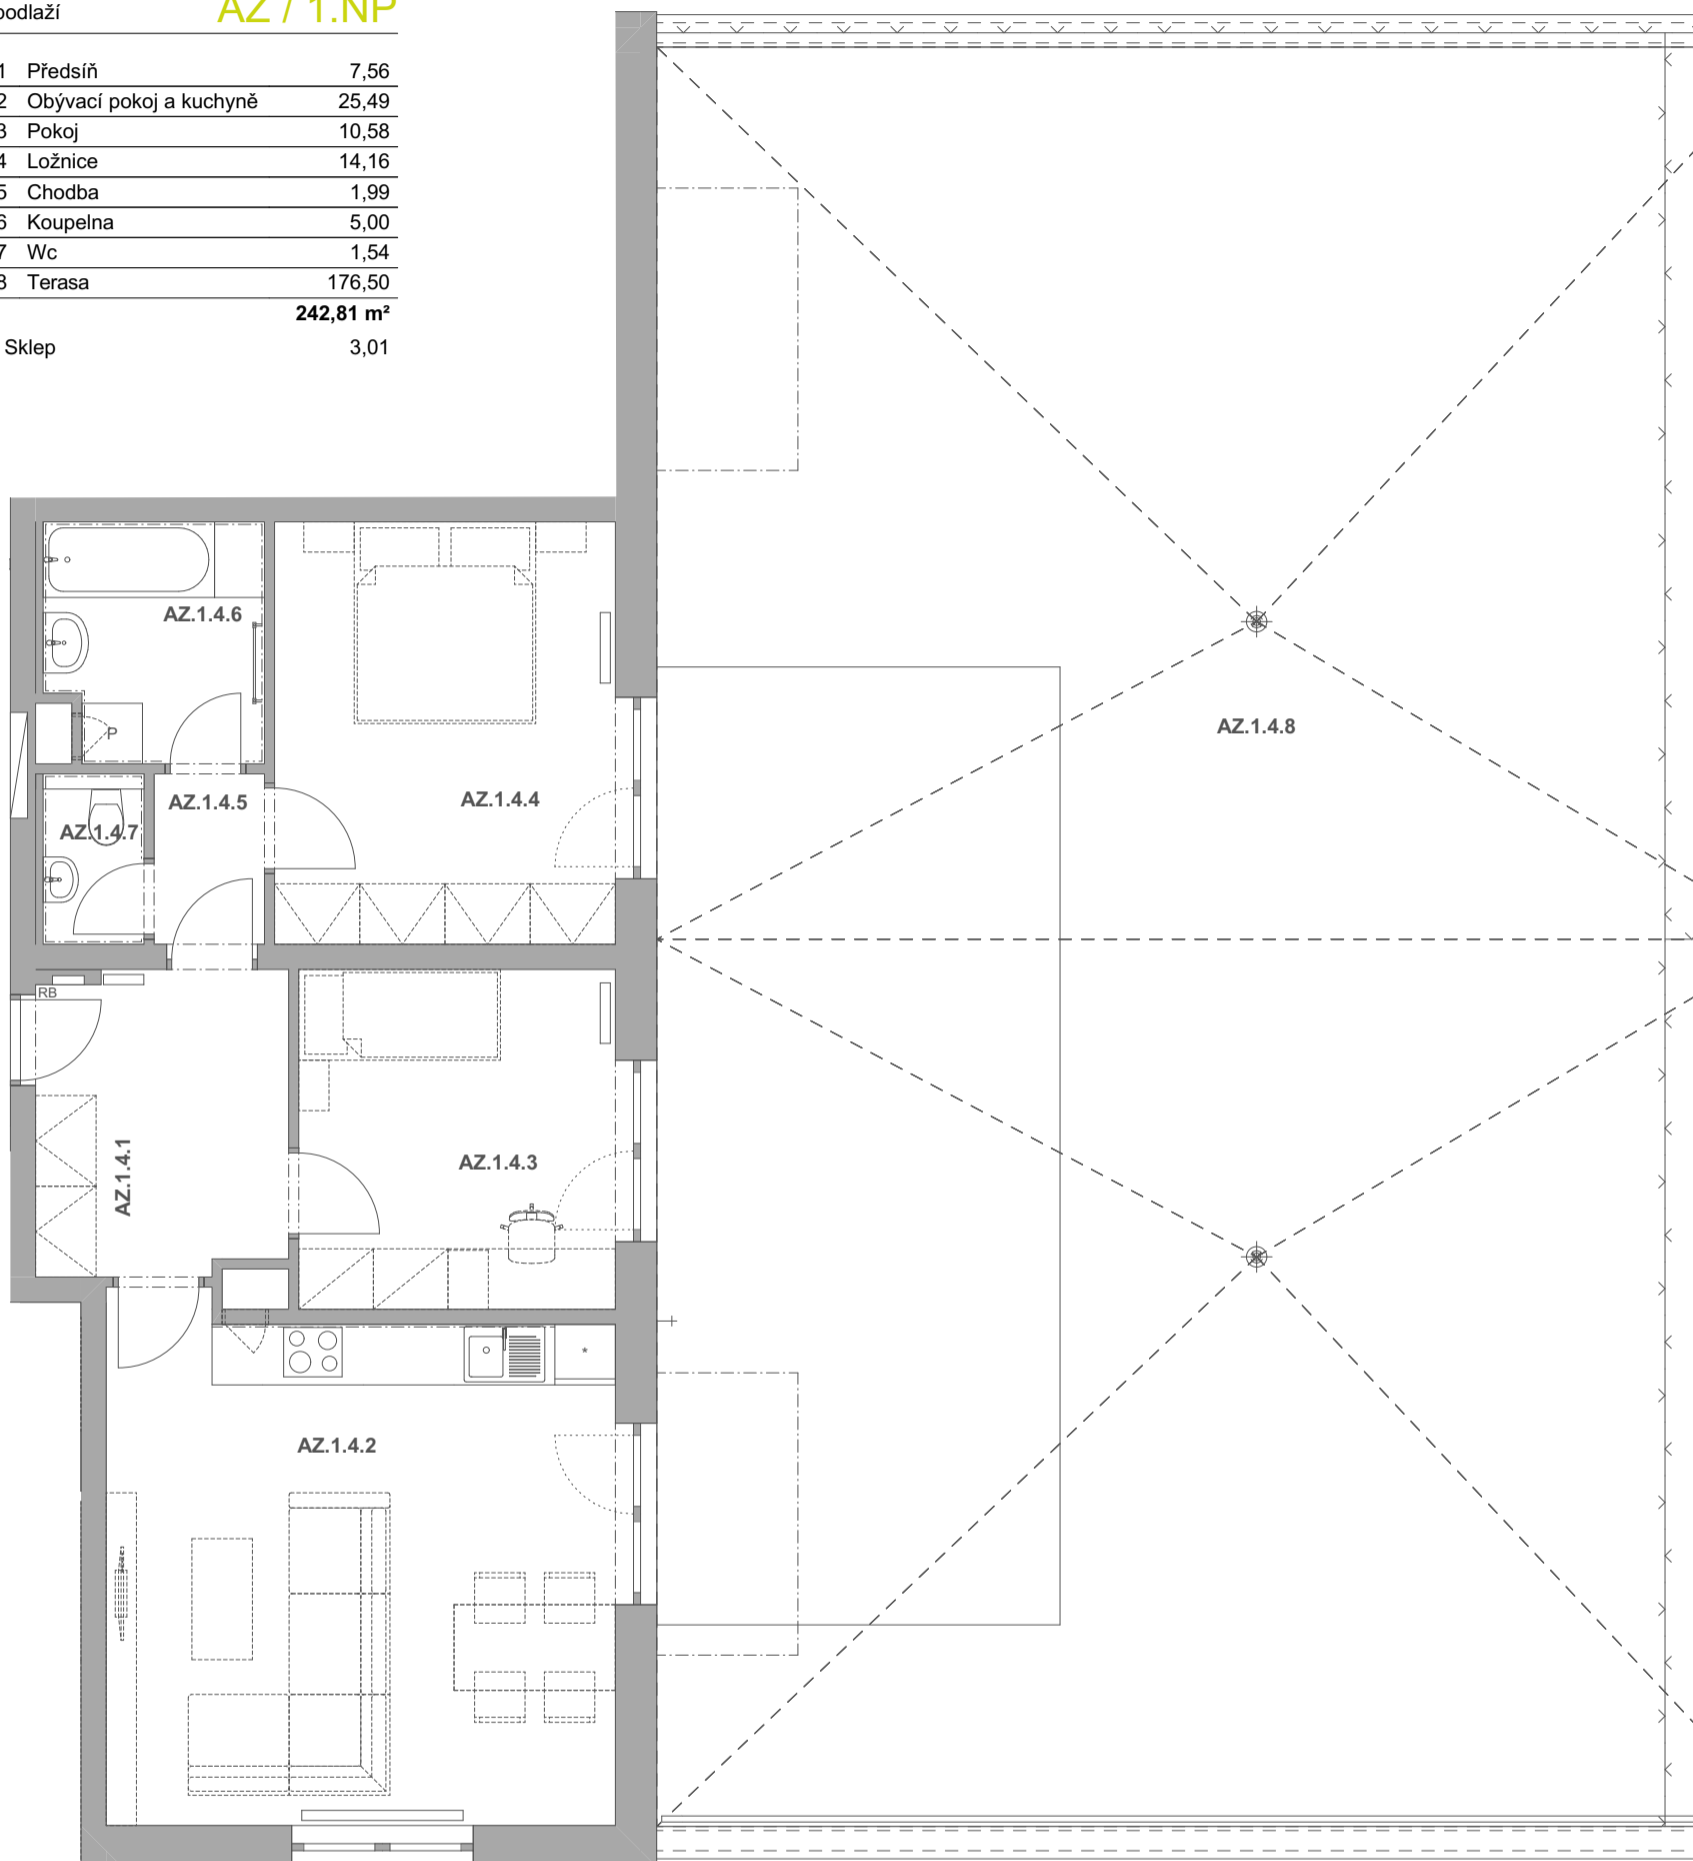 podlaží AZ / 1.NP
1 Předsíň 7,56
2 Obývací pokoj a kuchyně 25,49
3 Pokoj 10,58
4 Ložnice 14,16
5 Chodba 1,99
6 Koupelna 5,00
7 Wc 1,54
8 Terasa 176,50
242,81 m²
Sklep 3,01
AZ.1.4.6
P
AZ.1.4.8
AZ.1.4.5
AZ.1.4.4
AZ.1.4.7
RB
AZ.1.4.1
AZ.1.4.3
*
AZ.1.4.2